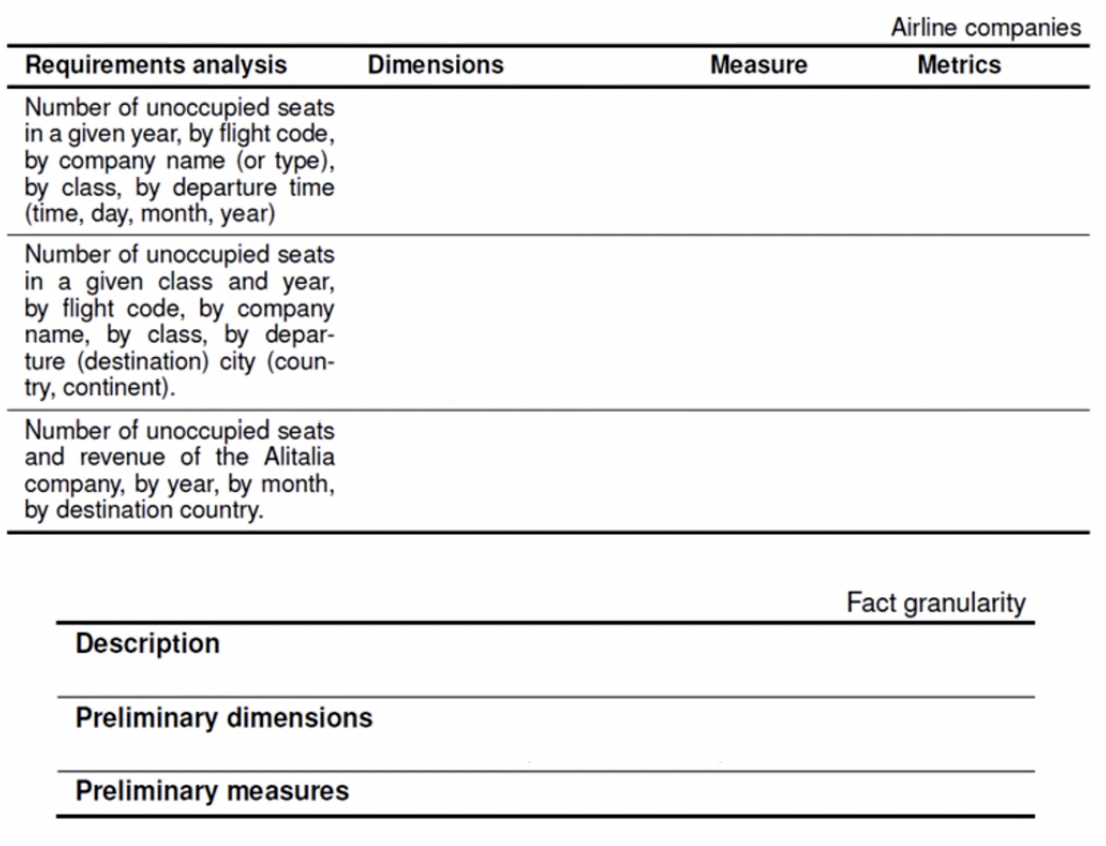 Airline companies
Requirements analysis Dimensions Measure Metrics
Number of unoccupied seats
in a given year, by flight code,
by company name (or type),
by class, by departure time
(time, day, month, year)
Number of unoccupied seats
in a given class and year,
by flight code, by company
name, by class, by depar-
ture (destination) city (coun-
try, continent).
Number of unoccupied seats
and revenue of the Alitalia
company, by year, by month,
by destination country.
Fact granularity
Description
Preliminary dimensions
Preliminary measures